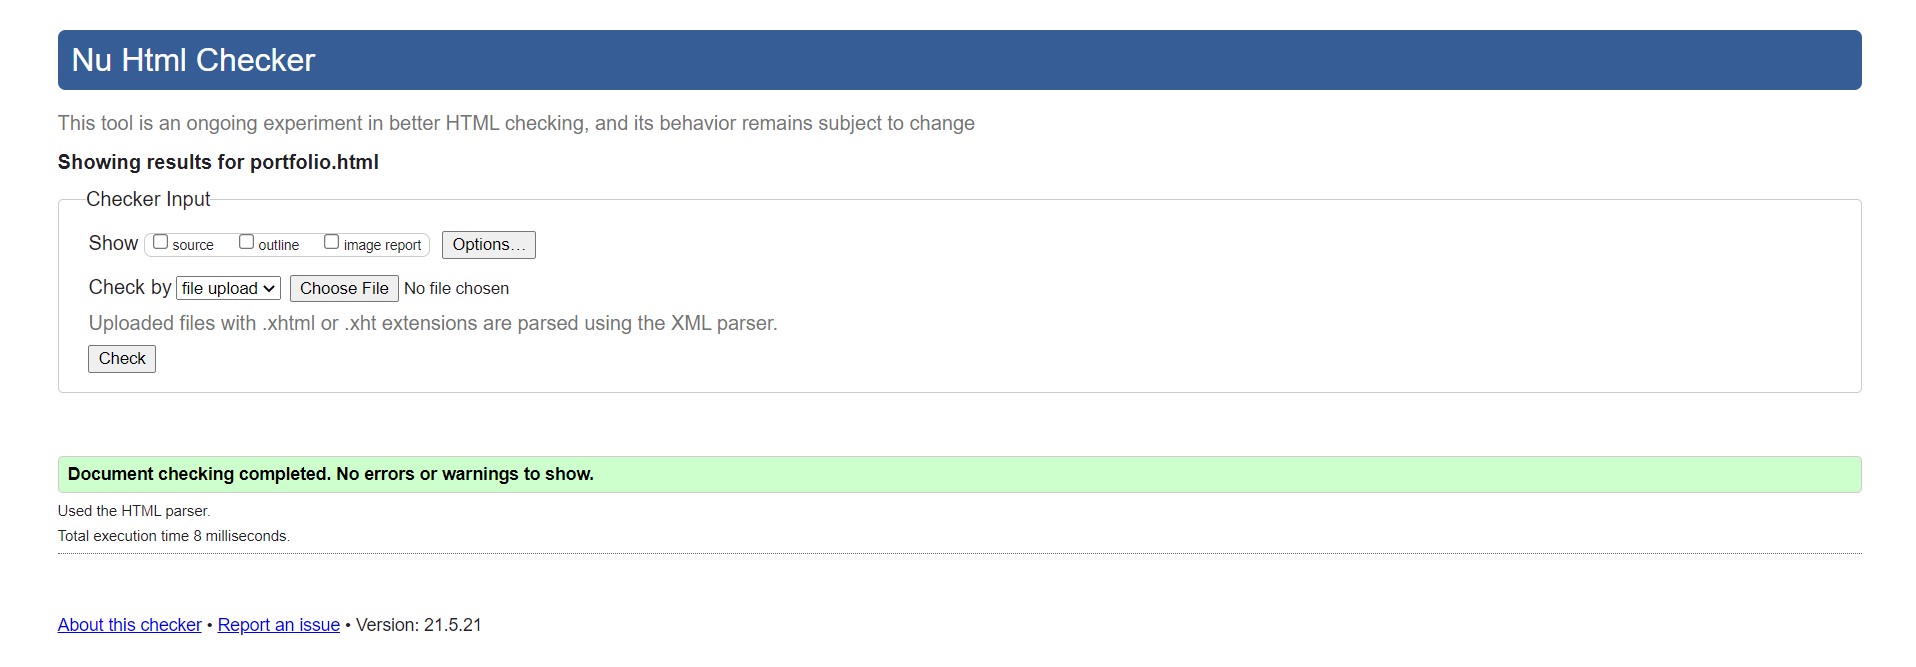 Nu Html Checker
This tool is an ongoing experiment in better HTML checking, and its behavior remains subject to change
Showing results for portfolio.html
Checker Input
Show source outline image report Options...
Check by file upload Choose File No file chosen
Uploaded files with .xhtml or .xht extensions are parsed using the XML parser.
Check
Document checking completed. No errors or warnings to show.
Used the HTML parser.
Total execution time 8 milliseconds.
About this checker • Report an issue • Version: 21.5.21